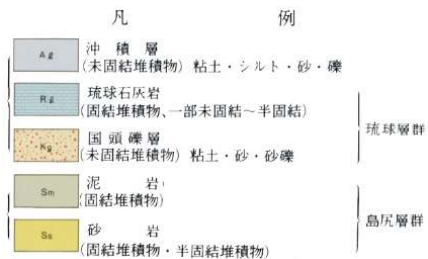 凡 例
Ag
沖積層
(未固結堆積物) 粘土・シルト・砂・礫
Rg
琉球石灰岩
(固結堆積物、一部未固結～半固結)
Kg
国頭礫層
(未固結堆積物) 粘土・砂・砂礫
琉球層群
Sm
泥岩
(固結堆積物)
Ss
砂岩
(固結堆積物・半固結堆積物)
島尻層群